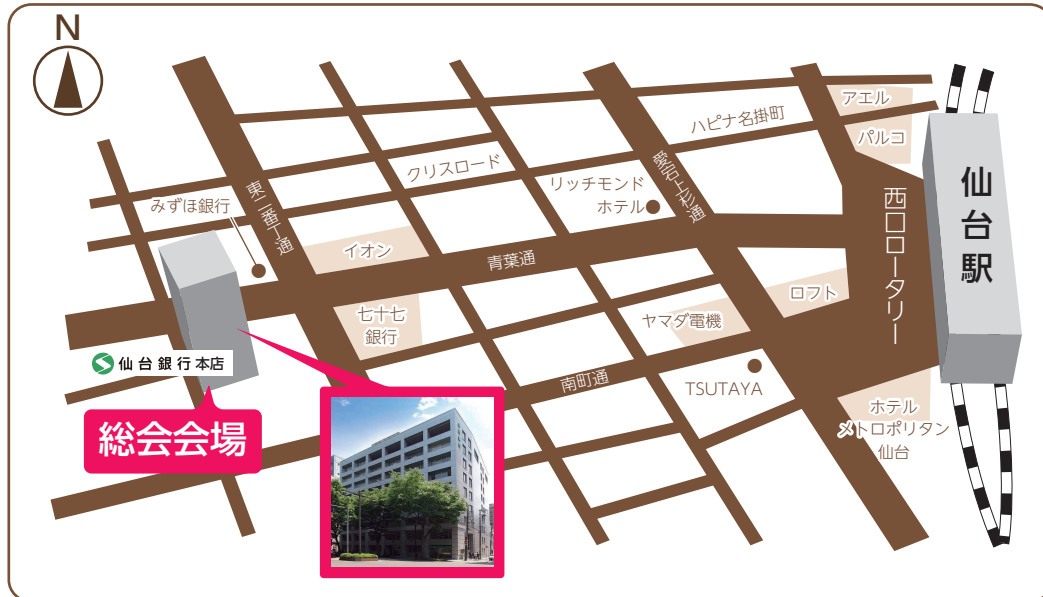 N
アエル
パルコ
ハピナ名掛町
クリスロード
愛宕上杉通
リッチモンド
ホテル
東二番丁通
みずほ銀行
イオン
青葉通
西口ロータリー
仙台駅
七十七
銀行
ロフト
ヤマダ電機
仙台銀行本店
南町通
TSUTAYA
ホテル
メトロポリタン
仙台
総会会場